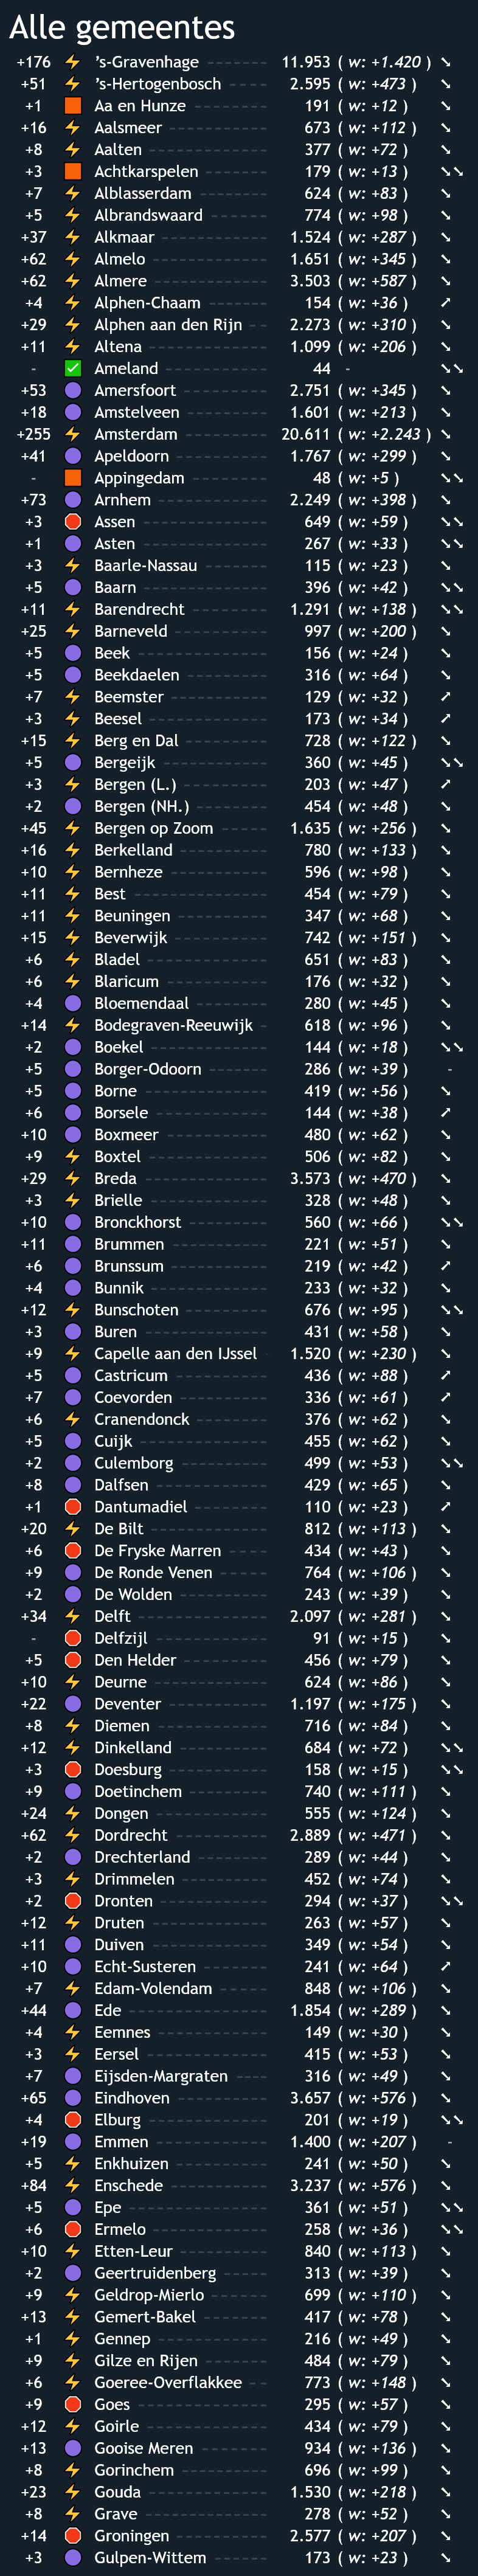 Alle gemeentes
+176 ⚡ ’s-Gravenhage 11.953 ( w: +1.420 ) ↘
+51 ⚡ ’s-Hertogenbosch 2.595 ( w: +473 ) ↘
+1 🟧 Aa en Hunze 191 ( w: +12 ) ↘
+16 ⚡ Aalsmeer 673 ( w: +112 ) ↘
+8 ⚡ Aalten 377 ( w: +72 ) ↘
+3 🟧 Achtkarspelen 179 ( w: +13 ) ↘↘
+7 ⚡ Alblasserdam 624 ( w: +83 ) ↘
+5 ⚡ Albrandswaard 774 ( w: +98 ) ↘
+37 ⚡ Alkmaar 1.524 ( w: +287 ) ↘
+62 ⚡ Almelo 1.651 ( w: +345 ) ↘
+62 ⚡ Almere 3.503 ( w: +587 ) ↘
+4 ⚡ Alphen-Chaam 154 ( w: +36 ) ↗
+29 ⚡ Alphen aan den Rijn 2.273 ( w: +310 ) ↘
+11 ⚡ Altena 1.099 ( w: +206 ) ↘
- ✅ Ameland 44 - ↘↘
+53 🟣 Amersfoort 2.751 ( w: +345 ) ↘
+18 🟣 Amstelveen 1.601 ( w: +213 ) ↘
+255 ⚡ Amsterdam 20.611 ( w: +2.243 ) ↘
+41 🟣 Apeldoorn 1.767 ( w: +299 ) ↘
- 🟧 Appingedam 48 ( w: +5 ) ↘↘
+73 🟣 Arnhem 2.249 ( w: +398 ) ↘
+3 🛑 Assen 649 ( w: +59 ) ↘↘
+1 🟣 Asten 267 ( w: +33 ) ↘↘
+3 ⚡ Baarle-Nassau 115 ( w: +23 ) ↘
+5 🟣 Baarn 396 ( w: +42 ) ↘↘
+11 ⚡ Barendrecht 1.291 ( w: +138 ) ↘↘
+25 ⚡ Barneveld 997 ( w: +200 ) ↘
+5 🟣 Beek 156 ( w: +24 ) ↘
+5 🟣 Beekdaelen 316 ( w: +64 ) ↘
+7 ⚡ Beemster 129 ( w: +32 ) ↗
+3 ⚡ Beesel 173 ( w: +34 ) ↗
+15 ⚡ Berg en Dal 728 ( w: +122 ) ↘
+5 🟣 Bergeijk 360 ( w: +45 ) ↘↘
+3 ⚡ Bergen (L.) 203 ( w: +47 ) ↗
+2 🟣 Bergen (NH.) 454 ( w: +48 ) ↘
+45 ⚡ Bergen op Zoom 1.635 ( w: +256 ) ↘
+16 ⚡ Berkelland 780 ( w: +133 ) ↘
+10 ⚡ Bernheze 596 ( w: +98 ) ↘
+11 ⚡ Best 454 ( w: +79 ) ↘
+11 ⚡ Beuningen 347 ( w: +68 ) ↘
+15 ⚡ Beverwijk 742 ( w: +151 ) ↘
+6 ⚡ Bladel 651 ( w: +83 ) ↘
+6 ⚡ Blaricum 176 ( w: +32 ) ↘
+4 🟣 Bloemendaal 280 ( w: +45 ) ↘
+14 ⚡ Bodegraven-Reeuwijk 618 ( w: +96 ) ↘
+2 🟣 Boekel 144 ( w: +18 ) ↘↘
+5 🟣 Borger-Odoorn 286 ( w: +39 ) -
+5 🟣 Borne 419 ( w: +56 ) ↘
+6 🟣 Borsele 144 ( w: +38 ) ↗
+10 🟣 Boxmeer 480 ( w: +62 ) ↘
+9 ⚡ Boxtel 506 ( w: +82 ) ↘
+29 ⚡ Breda 3.573 ( w: +470 ) ↘
+3 ⚡ Brielle 328 ( w: +48 ) ↘
+10 🟣 Bronckhorst 560 ( w: +66 ) ↘↘
+11 🟣 Brummen 221 ( w: +51 ) ↘
+6 🟣 Brunssum 219 ( w: +42 ) ↗
+4 🟣 Bunnik 233 ( w: +32 ) ↘
+12 ⚡ Bunschoten 676 ( w: +95 ) ↘↘
+3 🟣 Buren 431 ( w: +58 ) ↘
+9 ⚡ Capelle aan den IJssel 1.520 ( w: +230 ) ↘
+5 🟣 Castricum 436 ( w: +88 ) ↗
+7 🟣 Coevorden 336 ( w: +61 ) ↗
+6 ⚡ Cranendonck 376 ( w: +62 ) ↘
+5 🟣 Cuijk 455 ( w: +62 ) ↘
+2 🟣 Culemborg 499 ( w: +53 ) ↘↘
+8 🟣 Dalfsen 429 ( w: +65 ) ↘
+1 🛑 Dantumadiel 110 ( w: +23 ) ↗
+20 ⚡ De Bilt 812 ( w: +113 ) ↘
+6 🛑 De Fryske Marren 434 ( w: +43 ) ↘
+9 🟣 De Ronde Venen 764 ( w: +106 ) ↘
+2 🟣 De Wolden 243 ( w: +39 ) ↘
+34 ⚡ Delft 2.097 ( w: +281 ) ↘
- 🛑 Delfzijl 91 ( w: +15 ) ↘
+5 🛑 Den Helder 456 ( w: +79 ) ↘
+10 ⚡ Deurne 624 ( w: +86 ) ↘
+22 🟣 Deventer 1.197 ( w: +175 ) ↘
+8 ⚡ Diemen 716 ( w: +84 ) ↘
+12 ⚡ Dinkelland 684 ( w: +72 ) ↘↘
+3 🛑 Doesburg 158 ( w: +15 ) ↘↘
+9 🟣 Doetinchem 740 ( w: +111 ) ↘
+24 ⚡ Dongen 555 ( w: +124 ) ↘
+62 ⚡ Dordrecht 2.889 ( w: +471 ) ↘
+2 🟣 Drechterland 289 ( w: +44 ) ↘
+3 ⚡ Drimmelen 452 ( w: +74 ) ↘
+2 🛑 Dronten 294 ( w: +37 ) ↘↘
+12 ⚡ Druten 263 ( w: +57 ) ↘
+11 🟣 Duiven 349 ( w: +54 ) ↘
+10 🟣 Echt-Susteren 241 ( w: +64 ) ↗
+7 ⚡ Edam-Volendam 848 ( w: +106 ) ↘
+44 🟣 Ede 1.854 ( w: +289 ) ↘
+4 ⚡ Eemnes 149 ( w: +30 ) ↘
+3 ⚡ Eersel 415 ( w: +53 ) ↘
+7 🟣 Eijsden-Margraten 316 ( w: +49 ) ↘
+65 🟣 Eindhoven 3.657 ( w: +576 ) ↘
+4 🛑 Elburg 201 ( w: +19 ) ↘↘
+19 🟣 Emmen 1.400 ( w: +207 ) -
+5 ⚡ Enkhuizen 241 ( w: +50 ) ↘
+84 ⚡ Enschede 3.237 ( w: +576 ) ↘
+5 🟣 Epe 361 ( w: +51 ) ↘↘
+6 🛑 Ermelo 258 ( w: +36 ) ↘↘
+10 ⚡ Etten-Leur 840 ( w: +113 ) ↘
+2 🟣 Geertruidenberg 313 ( w: +39 ) ↘
+9 ⚡ Geldrop-Mierlo 699 ( w: +110 ) ↘
+13 ⚡ Gemert-Bakel 417 ( w: +78 ) ↘
+1 ⚡ Gennep 216 ( w: +49 ) ↘
+9 ⚡ Gilze en Rijen 484 ( w: +79 ) ↘
+6 ⚡ Goeree-Overflakkee 773 ( w: +148 ) ↘
+9 🛑 Goes 295 ( w: +57 ) ↘
+12 ⚡ Goirle 434 ( w: +79 ) ↘
+13 🟣 Gooise Meren 934 ( w: +136 ) ↘
+8 ⚡ Gorinchem 696 ( w: +99 ) ↘
+23 ⚡ Gouda 1.530 ( w: +218 ) ↘
+8 ⚡ Grave 278 ( w: +52 ) ↘
+14 🛑 Groningen 2.577 ( w: +207 ) ↘
+3 🟣 Gulpen-Wittem 173 ( w: +23 ) ↘